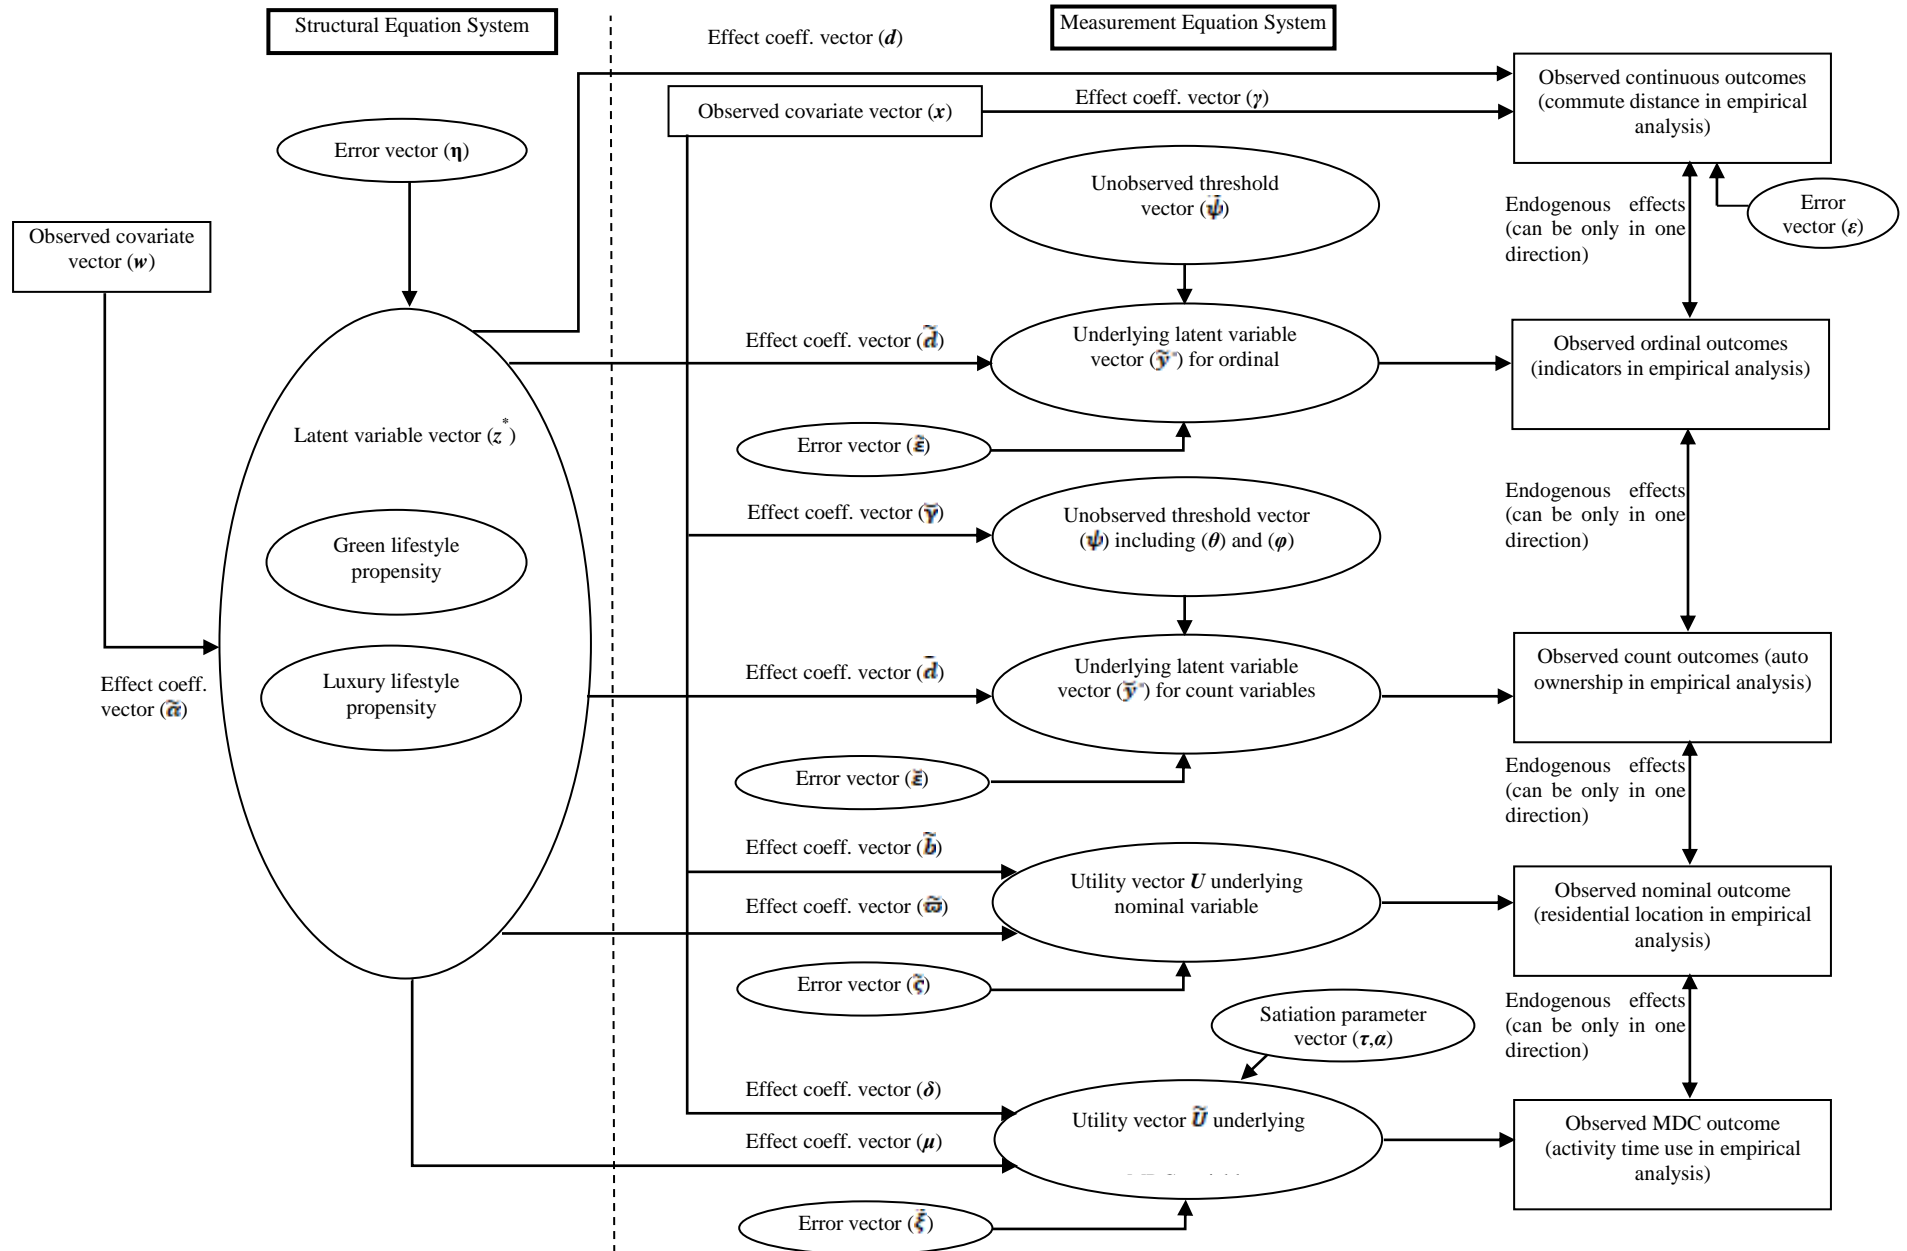 Structural Equation System
Measurement Equation System
Effect coeff. vector (d)
Observed continuous outcomes
(commute distance in empirical
analysis)
Observed covariate vector (x)
Effect coeff. vector (γ)
Error vector (η)
Unobserved threshold
vector (ψ̃)
Error
vector (ε)
Endogenous effects
(can be only in one
direction)
Observed covariate
vector (w)
Effect coeff. vector (d̃)
Underlying latent variable
vector (ỹ*) for ordinal
Observed ordinal outcomes
(indicators in empirical analysis)
Latent variable vector (z*)
Error vector (ε̃)
Effect coeff. vector (γ̆)
Unobserved threshold vector
(ψ) including (θ) and (φ)
Endogenous effects
(can be only in one
direction)
Green lifestyle
propensity
Luxury lifestyle
propensity
Effect coeff.
vector (α̃)
Effect coeff. vector (d̆)
Underlying latent variable
vector (y̆*) for count variables
Observed count outcomes (auto
ownership in empirical analysis)
Error vector (ε̆)
Endogenous effects
(can be only in one
direction)
Effect coeff. vector (b̃)
Effect coeff. vector (ϖ̃)
Utility vector U underlying
nominal variable
Observed nominal outcome
(residential location in empirical
analysis)
Error vector (ς̃)
Satiation parameter
vector (τ,α)
Endogenous effects
(can be only in one
direction)
Effect coeff. vector (δ)
Effect coeff. vector (μ)
Utility vector Ũ underlying
Observed MDC outcome
(activity time use in empirical
analysis)
Error vector (ξ̃)